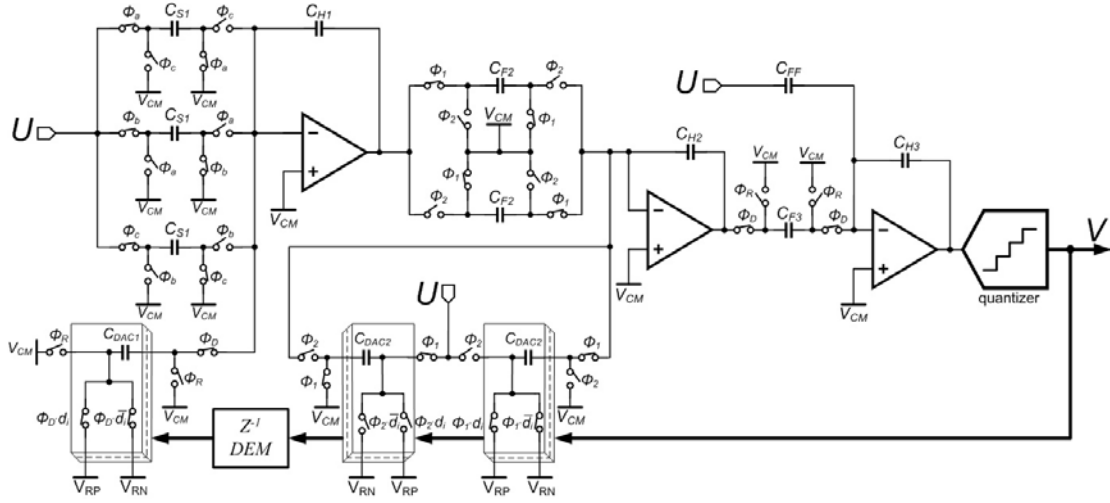 Φa CS1 Φc CH1
Φc Φa
VCM VCM
Φ1 CF2 Φ2
U Φb CS1 Φa
U CFF
Φ2 VCM Φ1
Φa Φb
VCM VCM
− +
VCM
Φ1 Φ2
CH2 CH3
VCM VCM
ΦR ΦR
Φ2 CF2 Φ1
Φc CS1 Φb
Φb Φc
VCM VCM
− +
VCM
ΦD CF3 ΦD
− +
VCM
quantizer
V
U
VCM ΦR CDAC1 ΦD
ΦR
VCM
Φ2 CDAC2 Φ1 Φ2 CDAC2 Φ1
Φ1 Φ2
VCM VCM
ΦD·di ΦD·d̄i
Z-1
DEM
Φ2·d̄i Φ2·di Φ1·di Φ1·d̄i
VRP VRN VRN VRP VRP VRN